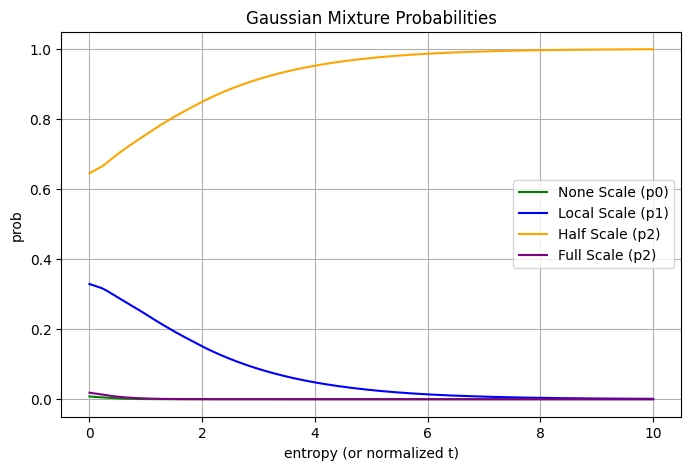 Gaussian Mixture Probabilities
prob
1.0
0.8
0.6
0.4
0.2
0.0
None Scale (p0)
Local Scale (p1)
Half Scale (p2)
Full Scale (p2)
0 2 4 6 8 10
entropy (or normalized t)